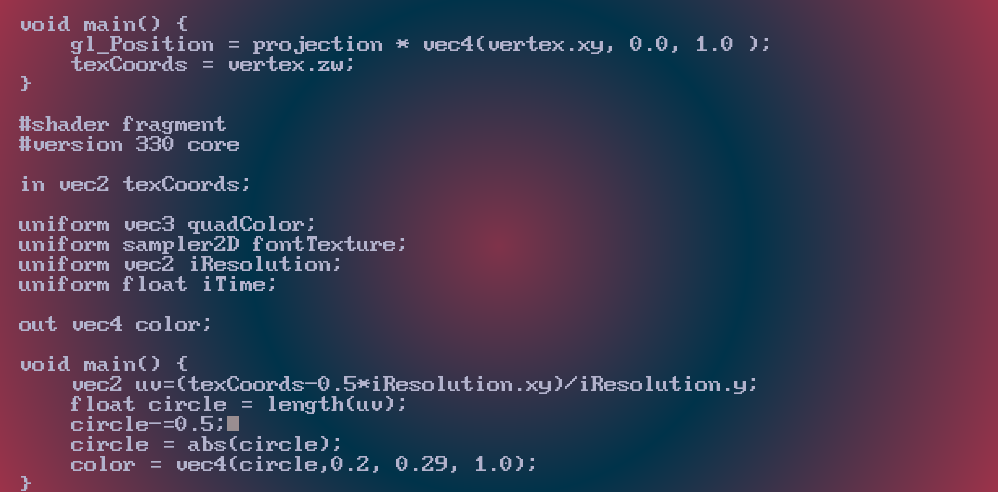 void main() {
    gl_Position = projection * vec4(vertex.xy, 0.0, 1.0 );
    texCoords = vertex.zw;
}

#shader fragment
#version 330 core

in vec2 texCoords;

uniform vec3 quadColor;
uniform sampler2D fontTexture;
uniform vec2 iResolution;
uniform float iTime;

out vec4 color;

void main() {
    vec2 uv=(texCoords-0.5*iResolution.xy)/iResolution.y;
    float circle = length(uv);
    circle-=0.5;
    circle = abs(circle);
    color = vec4(circle,0.2, 0.29, 1.0);
}